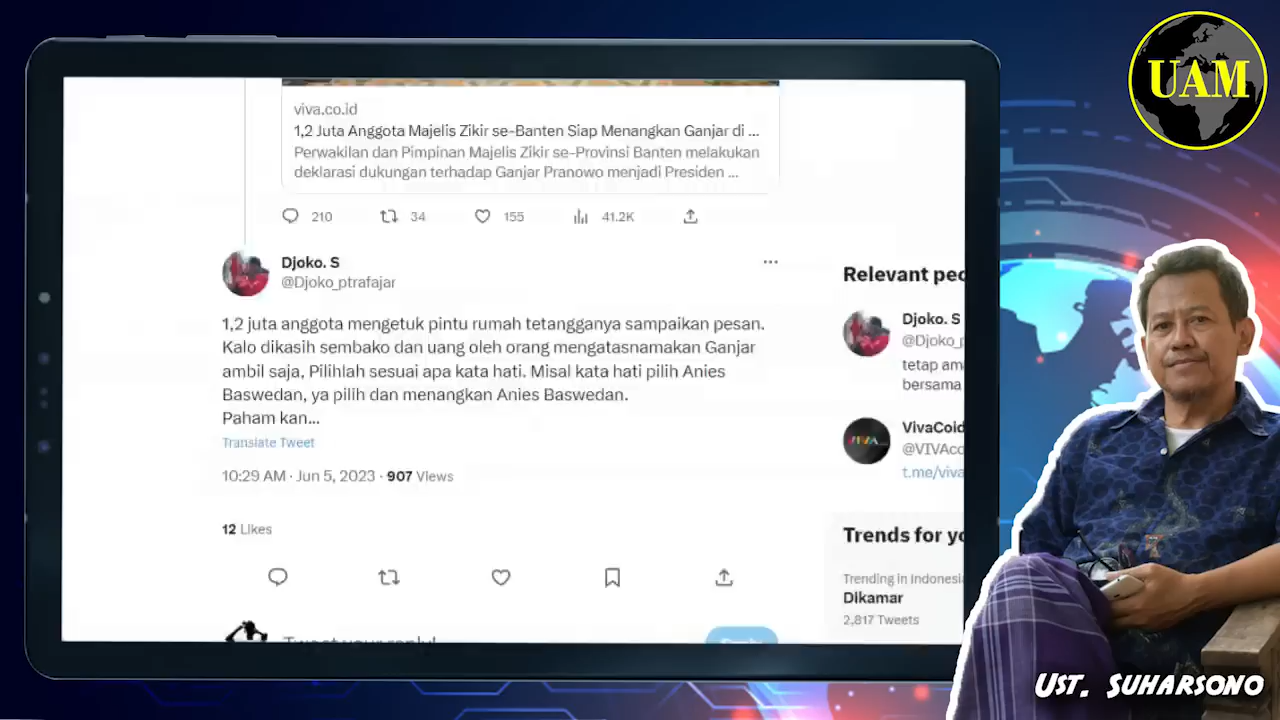 UAM
viva.co.id
1,2 Juta Anggota Majelis Zikir se-Banten Siap Menangkan Ganjar di ...
Perwakilan dan Pimpinan Majelis Zikir se-Provinsi Banten melakukan
deklarasi dukungan terhadap Ganjar Pranowo menjadi Presiden ...
210 34 155 41.2K
Djoko. S
@Djoko_ptrafajar
1,2 juta anggota mengetuk pintu rumah tetangganya sampaikan pesan.
Kalo dikasih sembako dan uang oleh orang mengatasnamakan Ganjar
ambil saja, Pilihlah sesuai apa kata hati. Misal kata hati pilih Anies
Baswedan, ya pilih dan menangkan Anies Baswedan.
Paham kan...
Translate Tweet
10:29 AM · Jun 5, 2023 · 907 Views
12 Likes
Relevant peo
Djoko. S
@Djoko_p
tetap ama
bersama
VIVA
VivaCoid
@VIVAco
t.me/viva
Trends for yo
Trending in Indonesia
Dikamar
2,817 Tweets
Ust. Suharsono